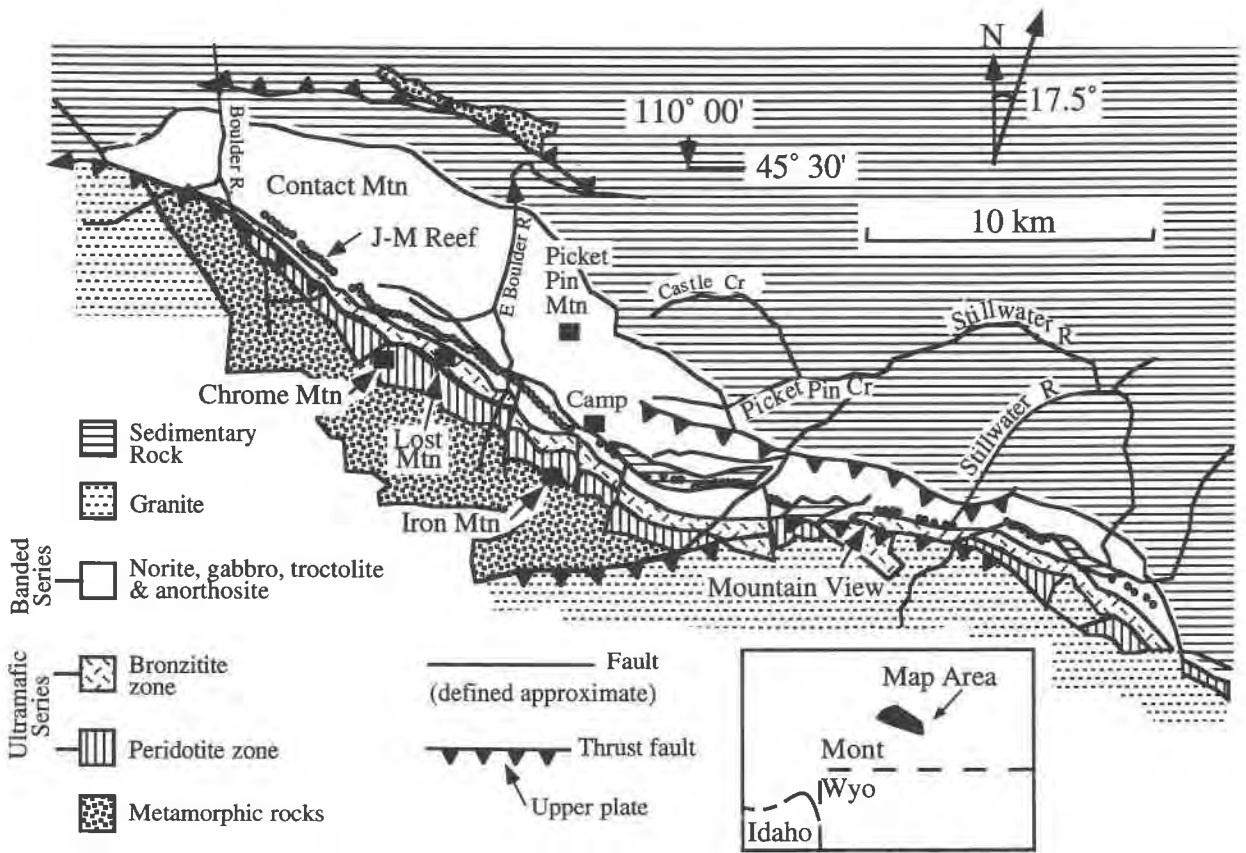 N
17.5°
110° 00'
45° 30'
10 km
Boulder R
Contact Mtn
J-M Reef
E Boulder R
Picket
Pin
Mtn
Castle Cr
Stillwater
R
Picket Pin Cr
Stillwater R
Camp
Chrome Mtn
Lost
Mtn
Iron Mtn
Mountain View
Sedimentary
Rock
Granite
Banded
Series
Norite, gabbro, troctolite
& anorthosite
Ultramafic
Series
Bronzitite
zone
Peridotite zone
Metamorphic rocks
Fault
(defined approximate)
Thrust fault
Upper plate
Map Area
Mont
Wyo
Idaho